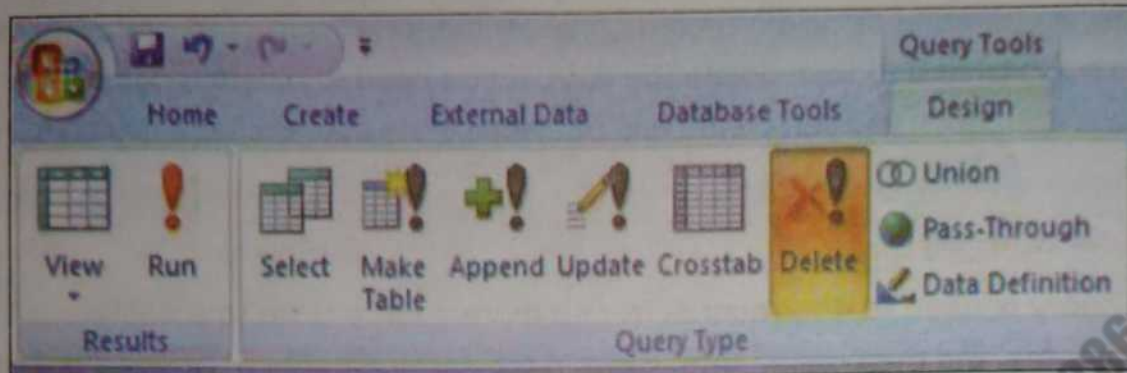 Query Tools
Home Create External Data Database Tools Design
View Run Select Make Table Append Update Crosstab Delete
Union
Pass-Through
Data Definition
Results Query Type